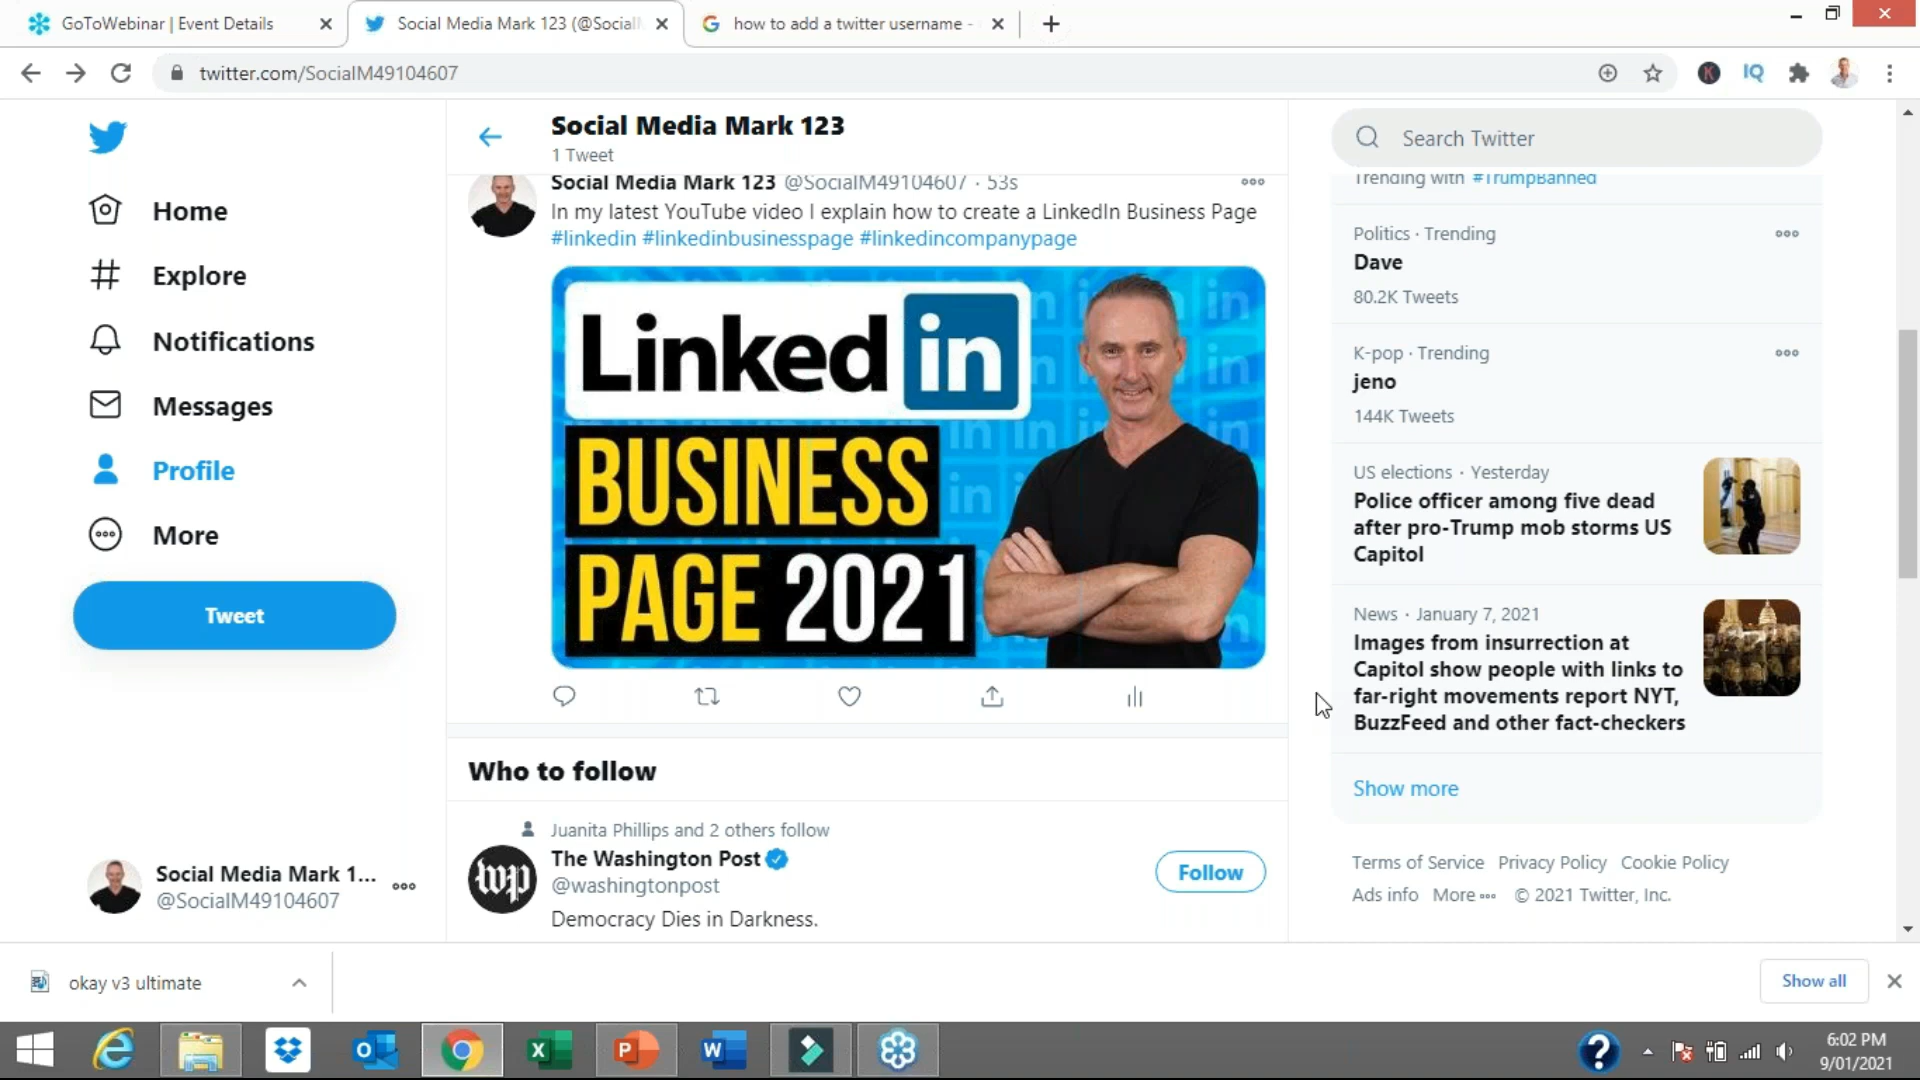 GoToWebinar | Event Details
Social Media Mark 123 (@Social
how to add a twitter username -
twitter.com/SocialM49104607
K
IQ
Home
Explore
Notifications
Messages
Profile
More
Tweet
Social Media Mark 1...
@SocialM49104607
Social Media Mark 123
1 Tweet
Social Media Mark 123 @SocialM49104607 · 53s
In my latest YouTube video I explain how to create a LinkedIn Business Page
#linkedin #linkedinbusinesspage #linkedincompanypage
Linked in
BUSINESS
PAGE 2021
Who to follow
Juanita Phillips and 2 others follow
The Washington Post
@washingtonpost
Democracy Dies in Darkness.
wp
Follow
Search Twitter
Trending with #TrumpBanned
Politics · Trending
Dave
80.2K Tweets
K-pop · Trending
jeno
144K Tweets
US elections · Yesterday
Police officer among five dead
after pro-Trump mob storms US
Capitol
News · January 7, 2021
Images from insurrection at
Capitol show people with links to
far-right movements report NYT,
BuzzFeed and other fact-checkers
Show more
Terms of Service Privacy Policy Cookie Policy
Ads info More ··· © 2021 Twitter, Inc.
okay v3 ultimate
Show all
6:02 PM
9/01/2021